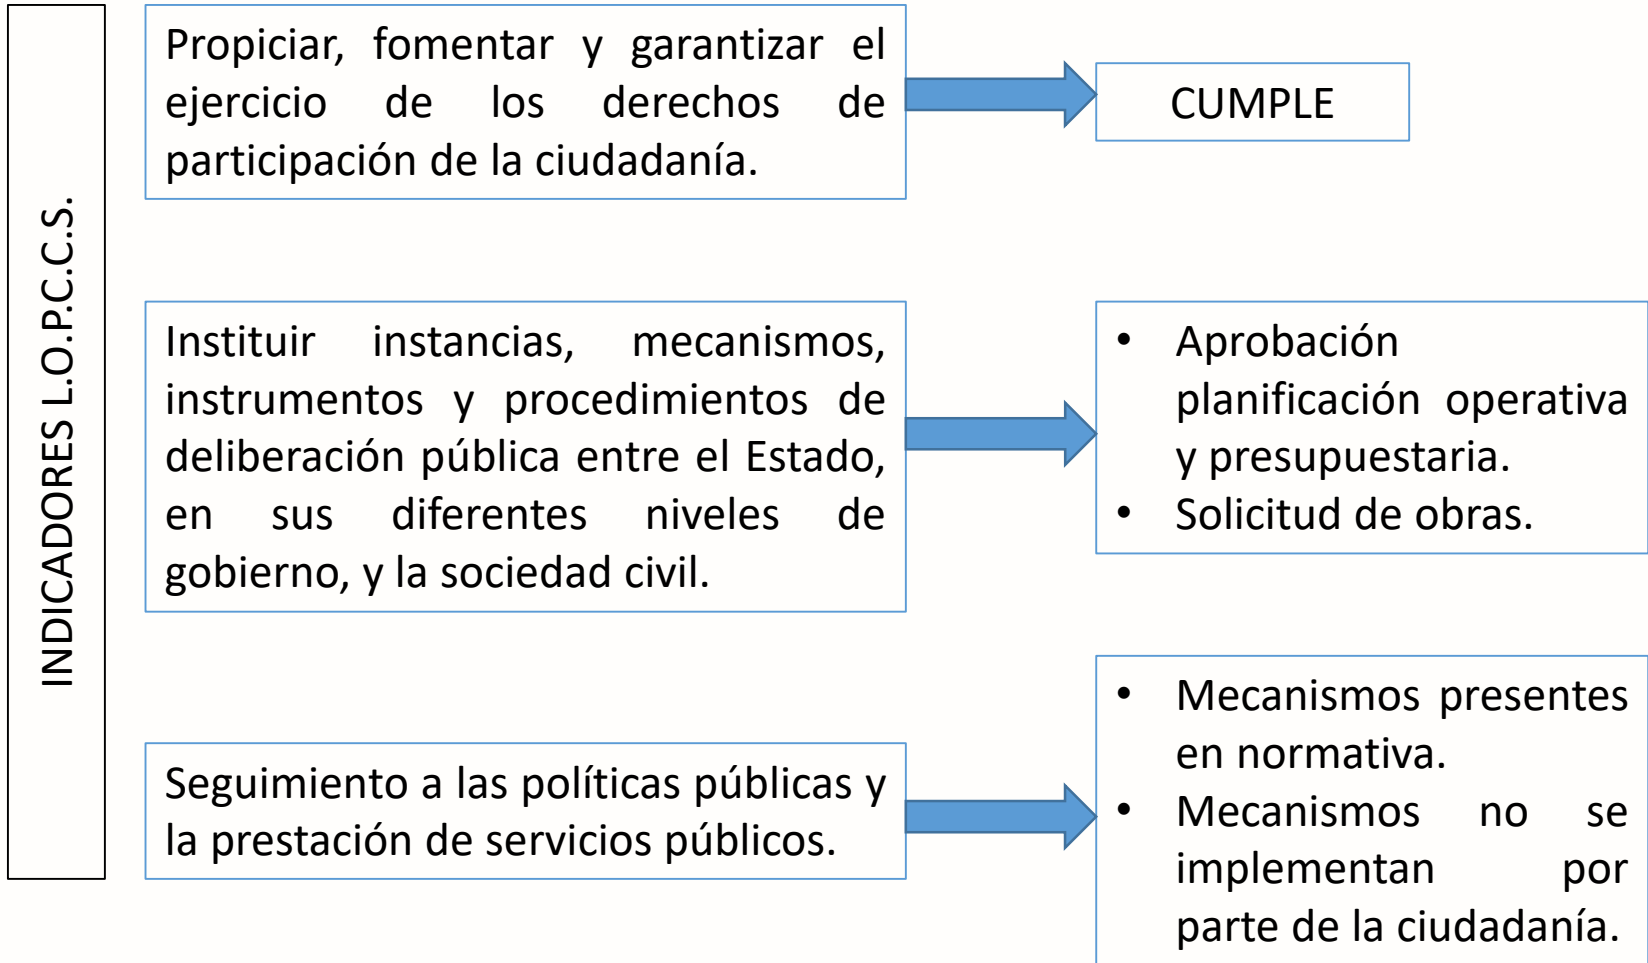 INDICADORES L.O.P.C.C.S.
Propiciar, fomentar y garantizar el
ejercicio de los derechos de
participación de la ciudadanía.
CUMPLE
Instituir instancias, mecanismos,
instrumentos y procedimientos de
deliberación pública entre el Estado,
en sus diferentes niveles de
gobierno, y la sociedad civil.
• Aprobación
planificación operativa
y presupuestaria.
• Solicitud de obras.
Seguimiento a las políticas públicas y
la prestación de servicios públicos.
• Mecanismos presentes
en normativa.
• Mecanismos no se
implementan por
parte de la ciudadanía.